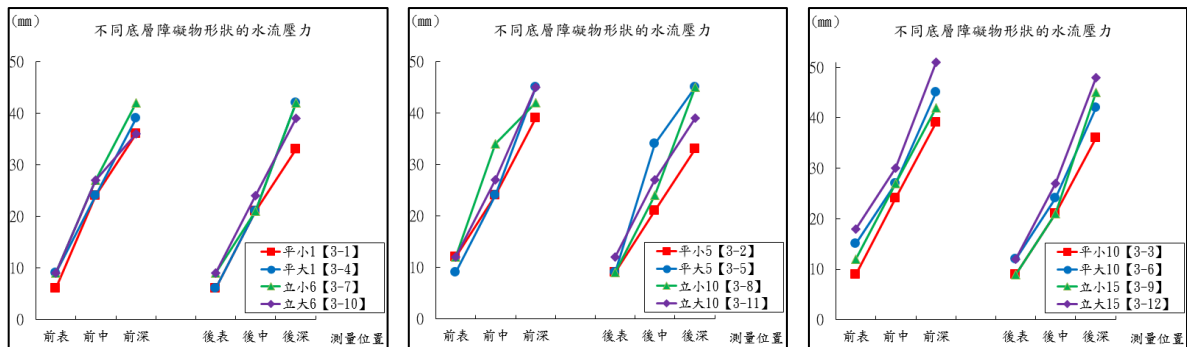 (mm)
不同底層障礙物形狀的水流壓力
50
40
30
20
10
0
平小1【3-1】
平大1【3-4】
立小6【3-7】
立大6【3-10】
前表 前中 前深 後表 後中 後深 測量位置
(mm)
不同底層障礙物形狀的水流壓力
50
40
30
20
10
0
平小5【3-2】
平大5【3-5】
立小10【3-8】
立大10【3-11】
前表 前中 前深 後表 後中 後深 測量位置
(mm)
不同底層障礙物形狀的水流壓力
50
40
30
20
10
0
平小10【3-3】
平大10【3-6】
立小15【3-9】
立大15【3-12】
前表 前中 前深 後表 後中 後深 測量位置